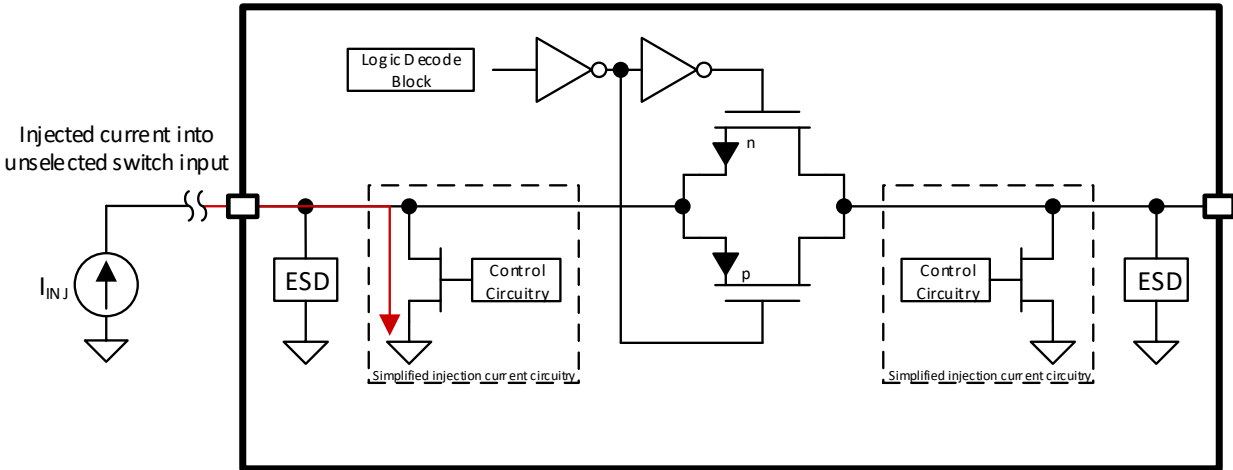 Logic Decode
Block
Injected current into
unselected switch input
n
p
I_INJ
ESD
Control
Circuitry
Simplified injection current circuitry
Control
Circuitry
ESD
Simplified injection current circuitry